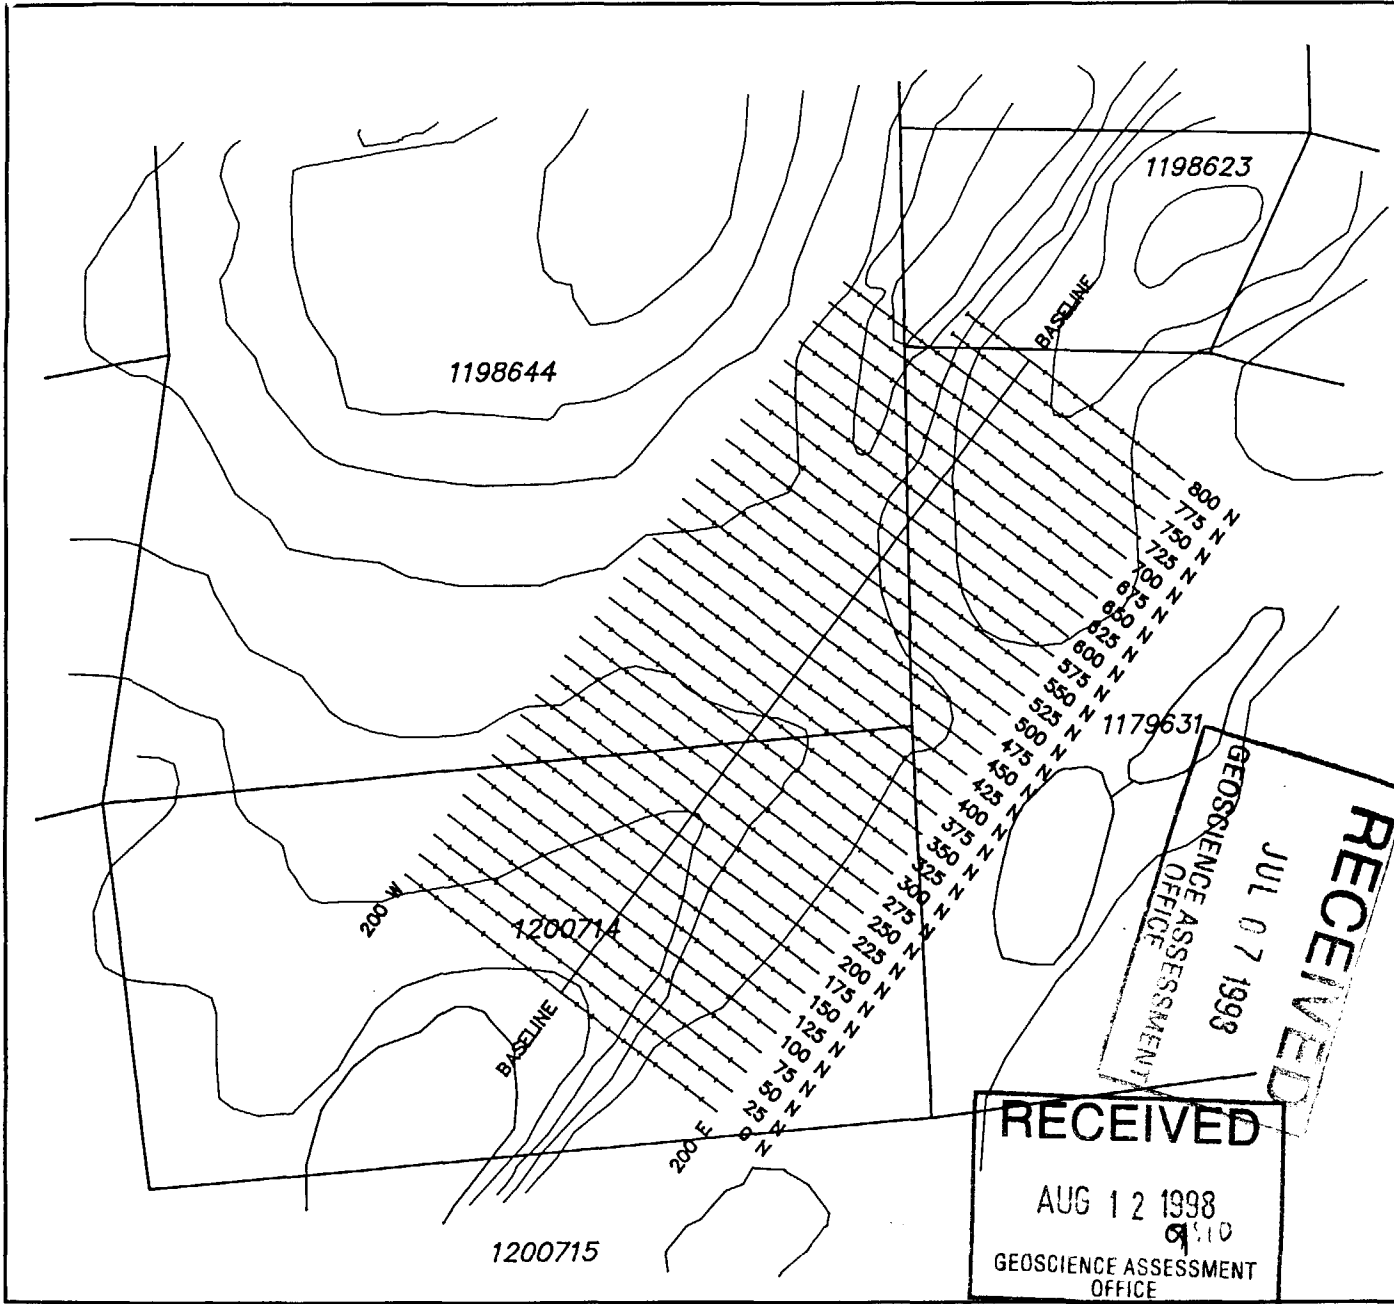 1198623
BASELINE
1198644
800 N
775 N
750 N
725 N
700 N
675 N
650 N
625 N
600 N
575 N
550 N
525 N
500 N
475 N
450 N
425 N
400 N
375 N
350 N
325 N
300 N
275 N
250 N
225 N
200 N
175 N
150 N
125 N
100 N
75 N
50 N
25 N
0 N
1179631
200 W
1200714
BASELINE
200 E
1200715
RECEIVED
JUL 07 1998
GEOSCIENCE ASSESSMENT
OFFICE
RECEIVED
AUG 12 1998
GEOSCIENCE ASSESSMENT
OFFICE